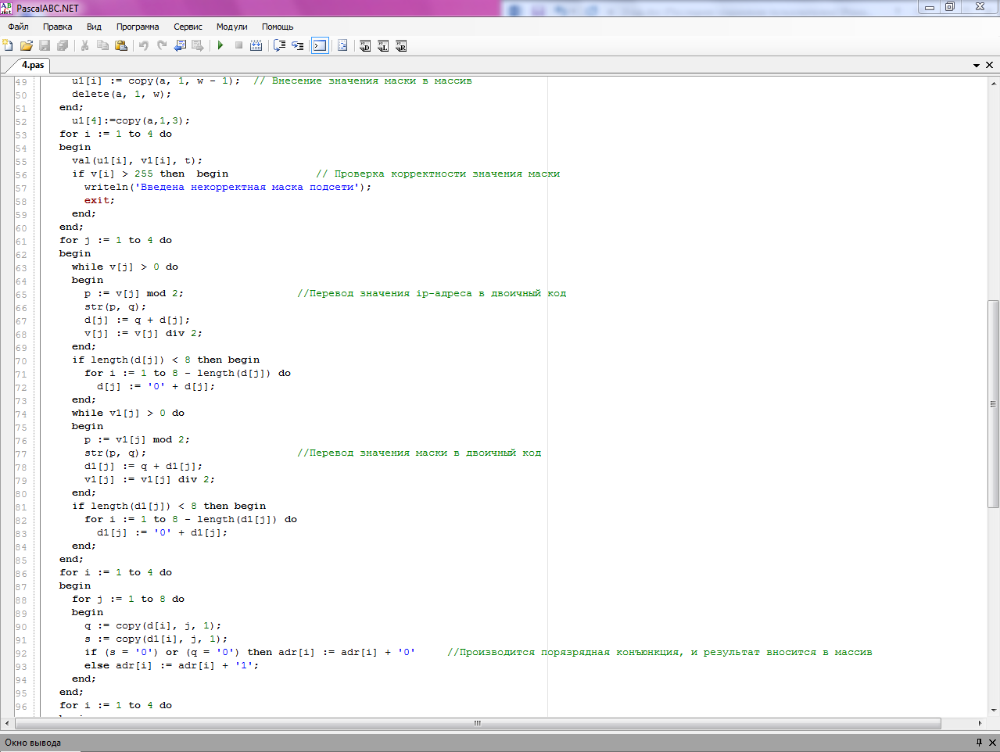 PascalABC.NET
Файл Правка Вид Программа Сервис Модули Помощь
4.pas
49 u1[i] := copy(a, 1, w - 1);  // Внесение значения маски в массив
50 delete(a, 1, w);
51 end;
52 u1[4]:=copy(a,1,3);
53 for i := 1 to 4 do
54 begin
55 val(u1[i], v1[i], t);
56 if v[i] > 255 then  begin // Проверка корректности значения маски
57 writeln('Введена некорректная маска подсети');
58 exit;
59 end;
60 end;
61 for j := 1 to 4 do
62 begin
63 while v[j] > 0 do
64 begin
65 p := v[j] mod 2; //Перевод значения ip-адреса в двоичный код
66 str(p, q);
67 d[j] := q + d[j];
68 v[j] := v[j] div 2;
69 end;
70 if length(d[j]) < 8 then begin
71 for i := 1 to 8 - length(d[j]) do
72 d[j] := '0' + d[j];
73 end;
74 while v1[j] > 0 do
75 begin
76 p := v1[j] mod 2;
77 str(p, q); //Перевод значения маски в двоичный код
78 d1[j] := q + d1[j];
79 v1[j] := v1[j] div 2;
80 end;
81 if length(d1[j]) < 8 then begin
82 for i := 1 to 8 - length(d1[j]) do
83 d1[j] := '0' + d1[j];
84 end;
85 end;
86 for i := 1 to 4 do
87 begin
88 for j := 1 to 8 do
89 begin
90 q := copy(d[i], j, 1);
91 s := copy(d1[i], j, 1);
92 if (s = '0') or (q = '0') then adr[i] := adr[i] + '0' //Производится порязрядная конъюнкция, и результат вносится в массив
93 else adr[i] := adr[i] + '1';
94 end;
95 end;
96 for i := 1 to 4 do
Окно вывода